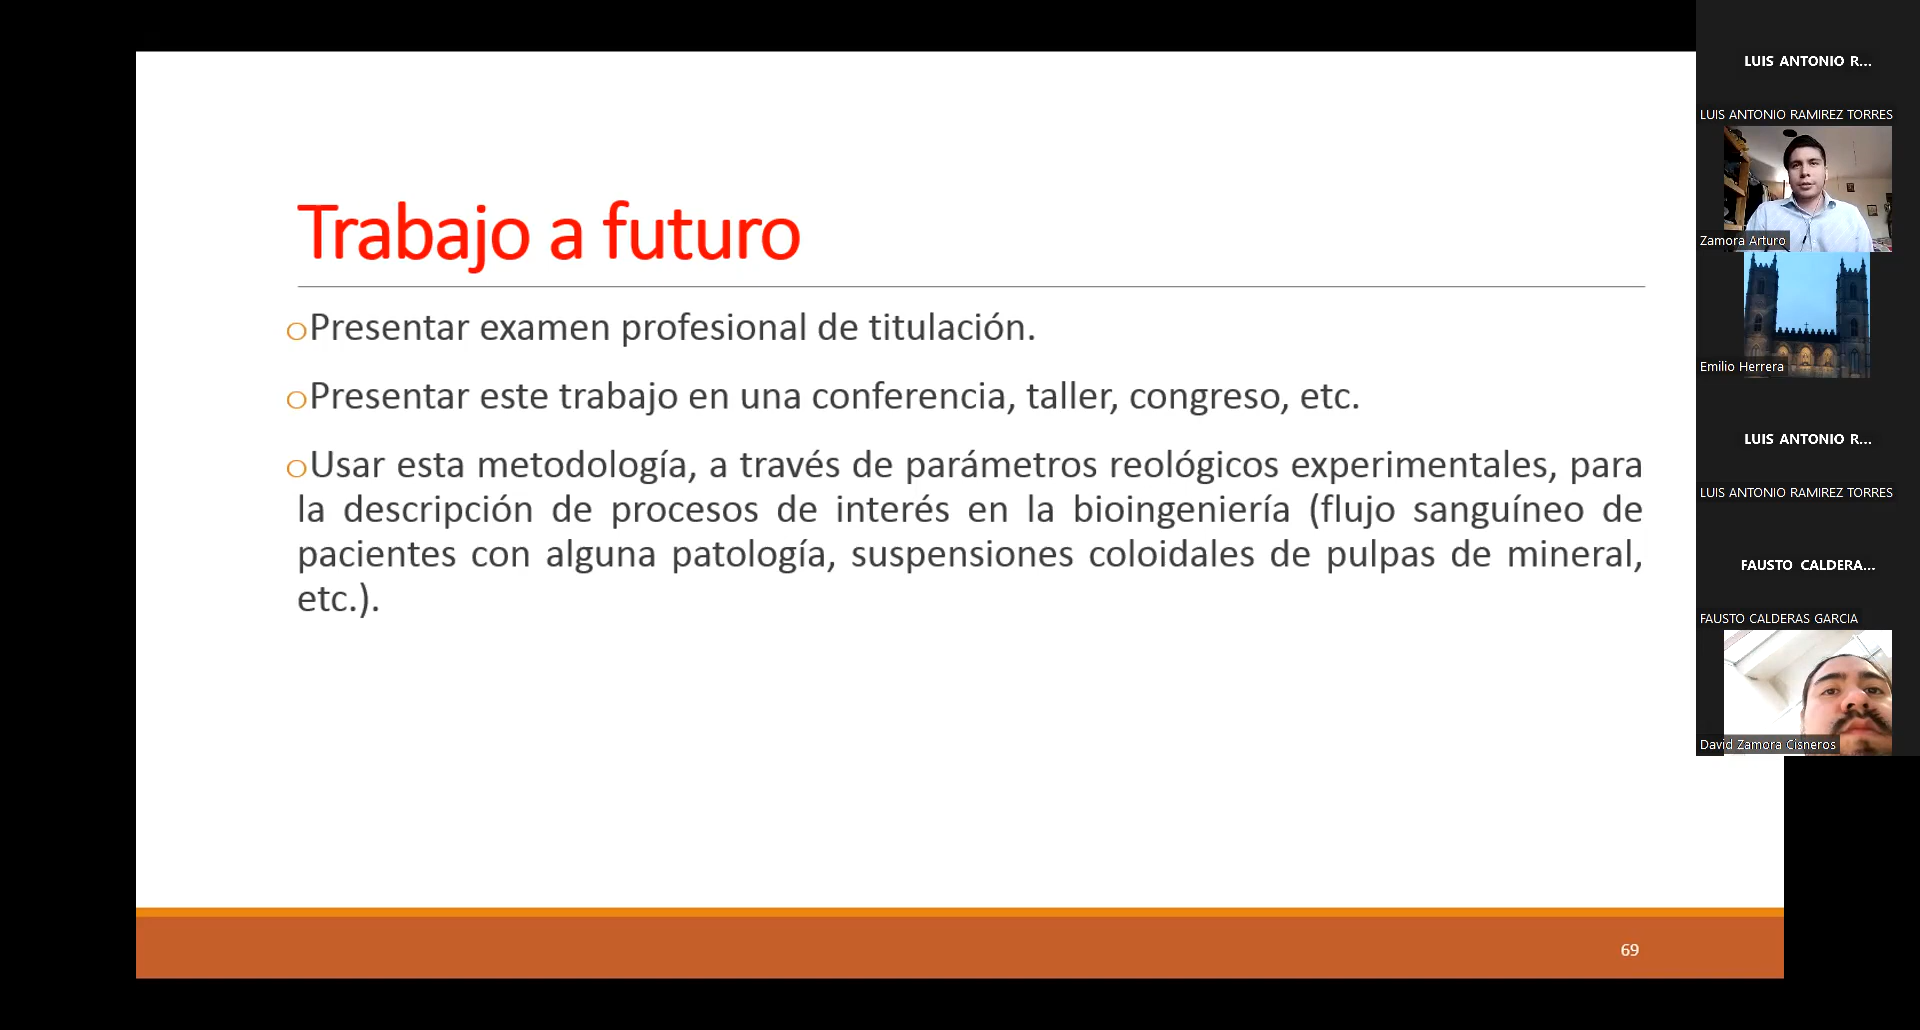 Trabajo a futuro
oPresentar examen profesional de titulación.
oPresentar este trabajo en una conferencia, taller, congreso, etc.
oUsar esta metodología, a través de parámetros reológicos experimentales, para
la descripción de procesos de interés en la bioingeniería (flujo sanguíneo de
pacientes con alguna patología, suspensiones coloidales de pulpas de mineral,
etc.).
69
LUIS ANTONIO R...
LUIS ANTONIO RAMIREZ TORRES
Zamora Arturo
Emilio Herrera
LUIS ANTONIO R...
LUIS ANTONIO RAMIREZ TORRES
FAUSTO CALDERA...
FAUSTO CALDERAS GARCIA
David Zamora Cisneros